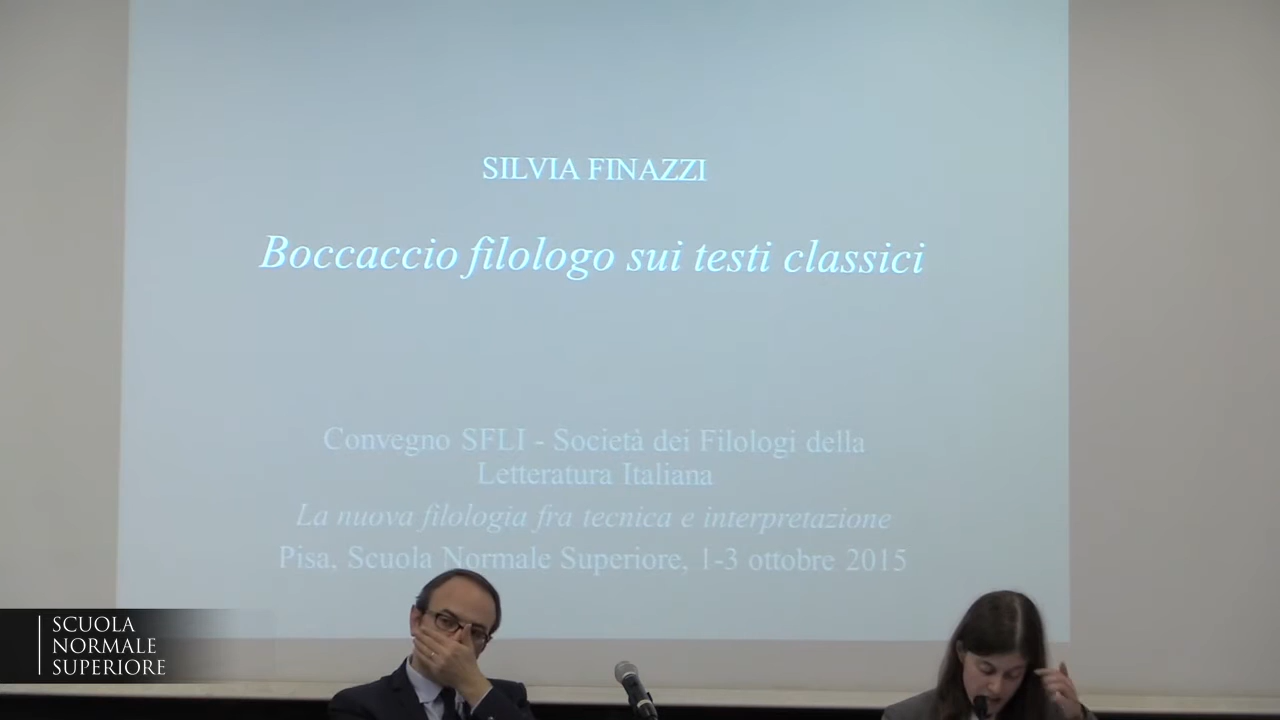 SILVIA FINAZZI
Boccaccio filologo sui testi classici
Convegno SFLI - Società dei Filologi della
Letteratura Italiana
La nuova filologia fra tecnica e interpretazione
Pisa, Scuola Normale Superiore, 1-3 ottobre 2015
SCUOLA
NORMALE
SUPERIORE